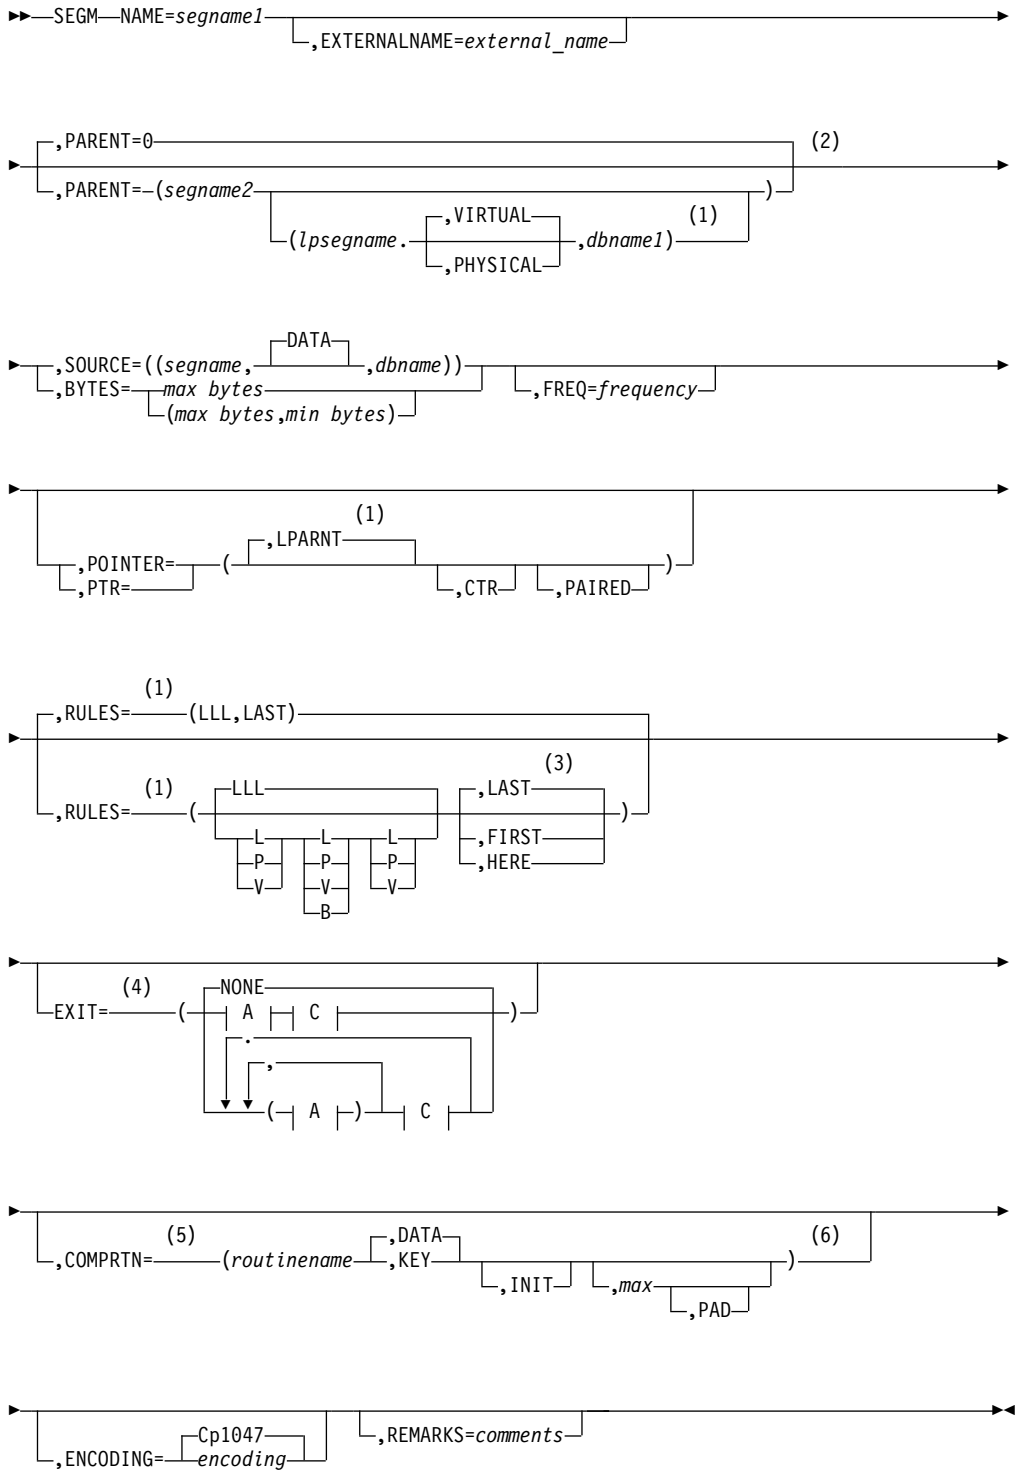 SEGM NAME=segname1
,EXTERNALNAME=external_name
,PARENT=0
(2)
,PARENT= (segname2 )
,VIRTUAL (1)
(lpsegname. ,dbname1)
,PHYSICAL
DATA
,SOURCE=((segname, ,dbname))
,BYTES= max bytes ,FREQ=frequency
(max bytes,min bytes)
(1)
,LPARNT
,POINTER= ( )
,PTR= ,CTR ,PAIRED
(1)
,RULES= (LLL,LAST)
(3)
(1) LLL ,LAST
,RULES= ( )
L L L ,FIRST
P P P ,HERE
V V V
B
(4) NONE
EXIT= ( A C )
.
,
( A ) C
(5) ,DATA (6)
,COMPRTN= (routinename ,KEY )
,INIT ,max
,PAD
Cp1047 ,REMARKS=comments
,ENCODING= encoding